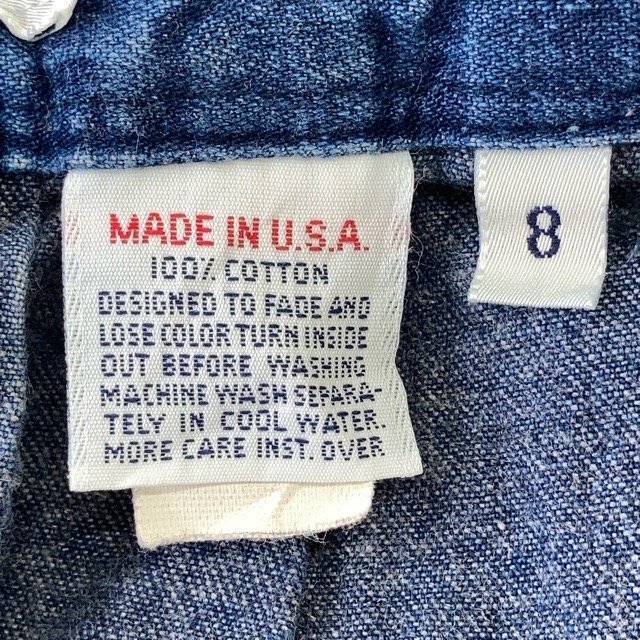 MADE IN U.S.A.
100% COTTON
DESIGNED TO FADE AND
LOSE COLOR TURN INSIDE
OUT BEFORE WASHING
MACHINE WASH SEPARA-
TELY IN COOL WATER.
MORE CARE INST. OVER
8